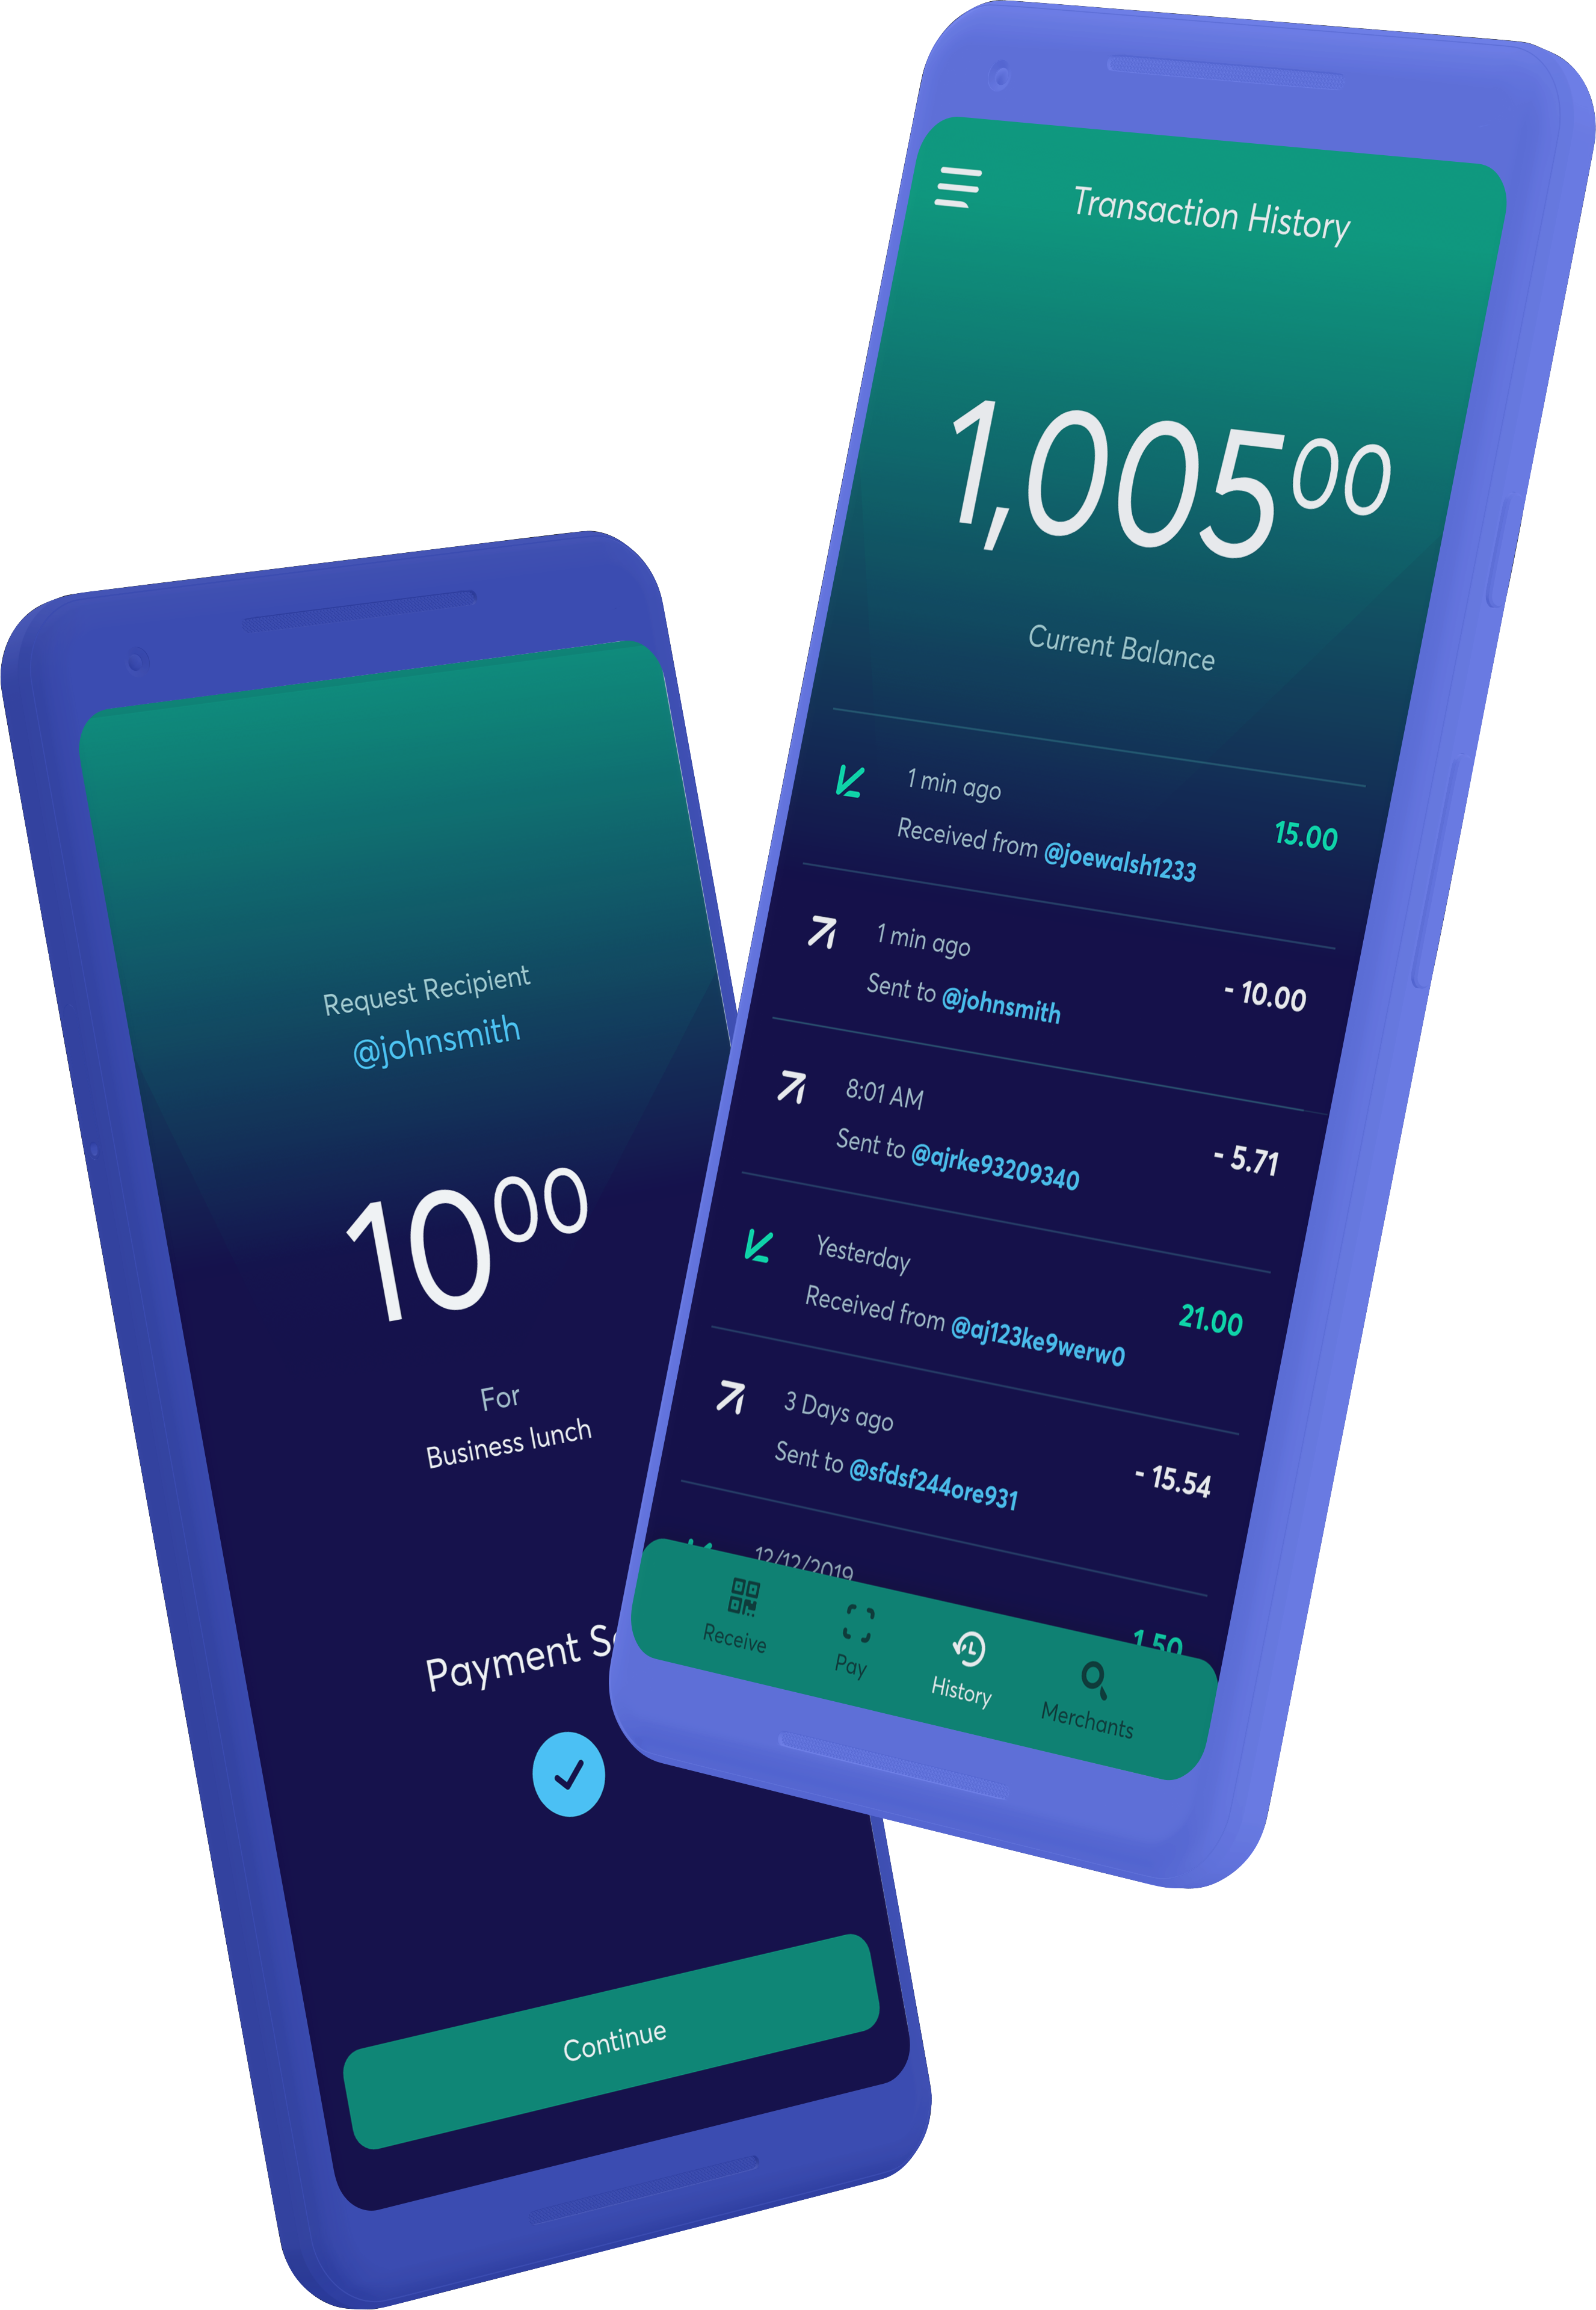 Transaction History
1,005 00
Current Balance
1 min ago
Received from @joewalsh1233
15.00
1 min ago
Sent to @johnsmith
- 10.00
8:01 AM
Sent to @ajrke93209340
- 5.71
Yesterday
Received from @aj123ke9werw0
21.00
3 Days ago
Sent to @sfdsf244ore931
- 15.54
12/12/2019
1.50
Receive
Pay
History
Merchants
Request Recipient
@johnsmith
10 00
For
Business lunch
Payment
Continue